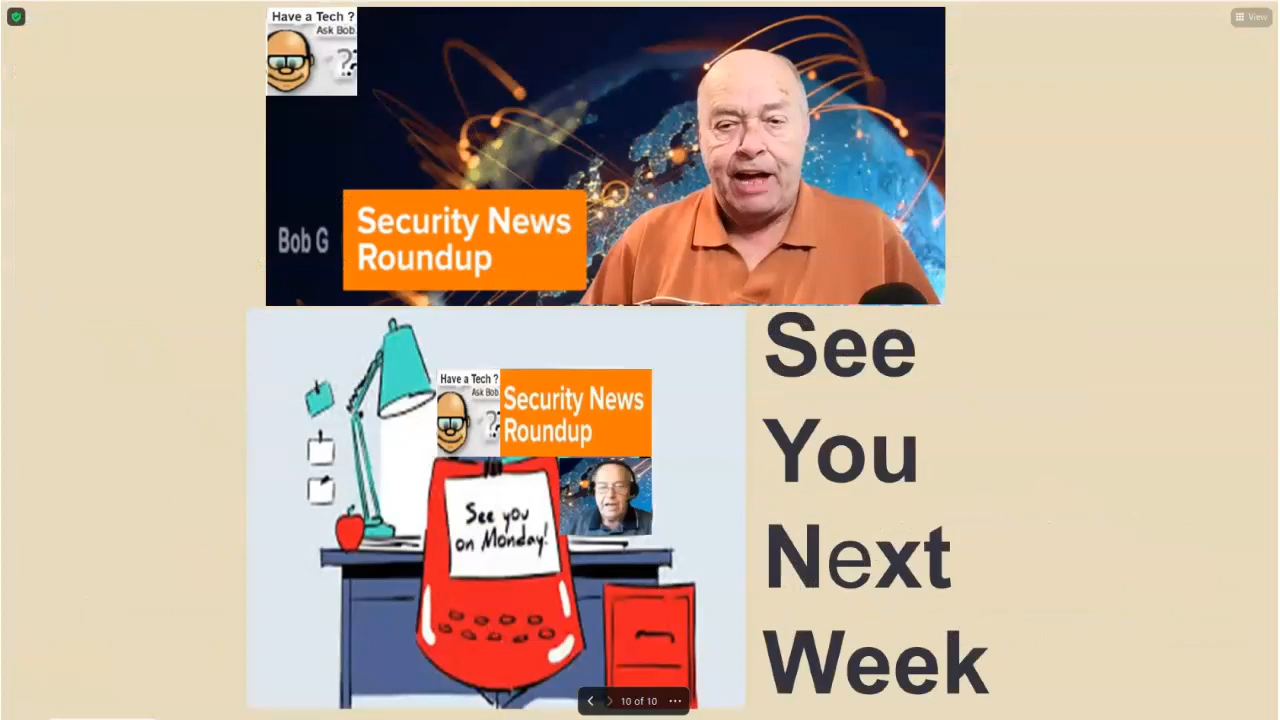 View
Have a Tech ?
Ask Bob.
??
Bob G
Security News
Roundup
Have a Tech ?
Ask Bob
??
Security News
Roundup
See you
on Monday!
See
You
Next
Week
10 of 10